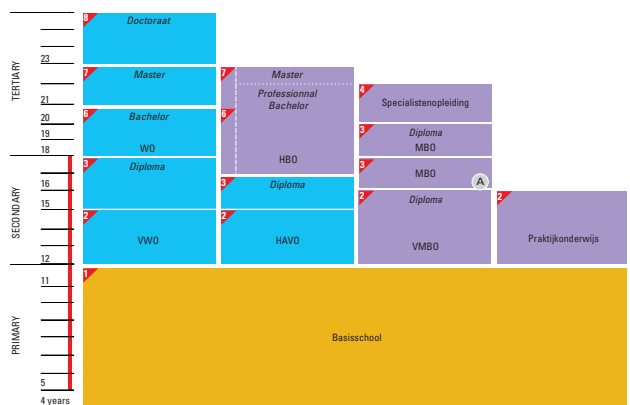 TERTIARY
SECONDARY
PRIMARY
23
21
20
19
18
16
15
12
11
5
4 years
8
Doctoraat
7
Master
6
Bachelor
WO
3
Diploma
2
VWO
7
Master
Professionnal
Bachelor
6
HBO
3
Diploma
2
HAVO
4
Specialistenopleiding
3
Diploma
MBO
3
MBO
A
2
Diploma
VMBO
2
Praktijkonderwijs
1
Basisschool